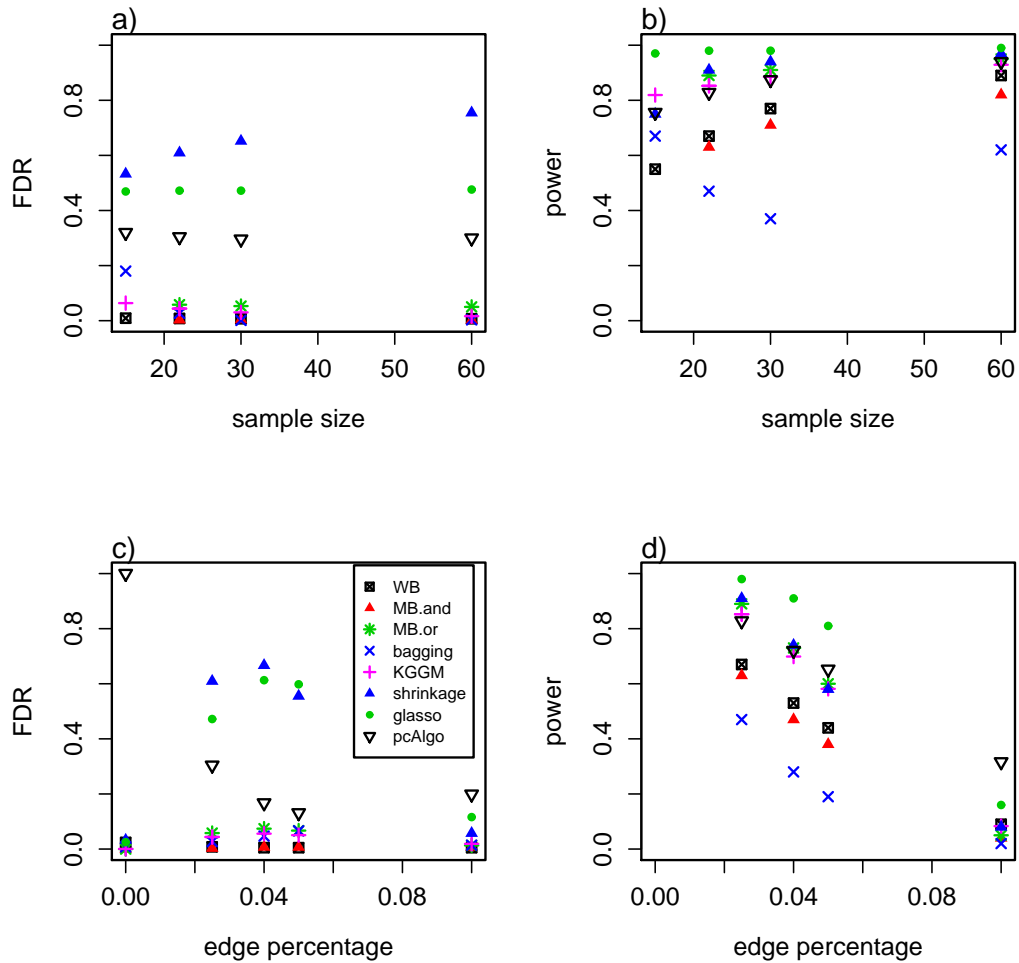 a)
FDR
0.0 0.4 0.8
20 30 40 50 60
sample size
b)
power
0.0 0.4 0.8
20 30 40 50 60
sample size
c)
FDR
0.0 0.4 0.8
0.00 0.04 0.08
edge percentage
WB
MB.and
MB.or
bagging
KGGM
shrinkage
glasso
pcAlgo
d)
power
0.0 0.4 0.8
0.00 0.04 0.08
edge percentage